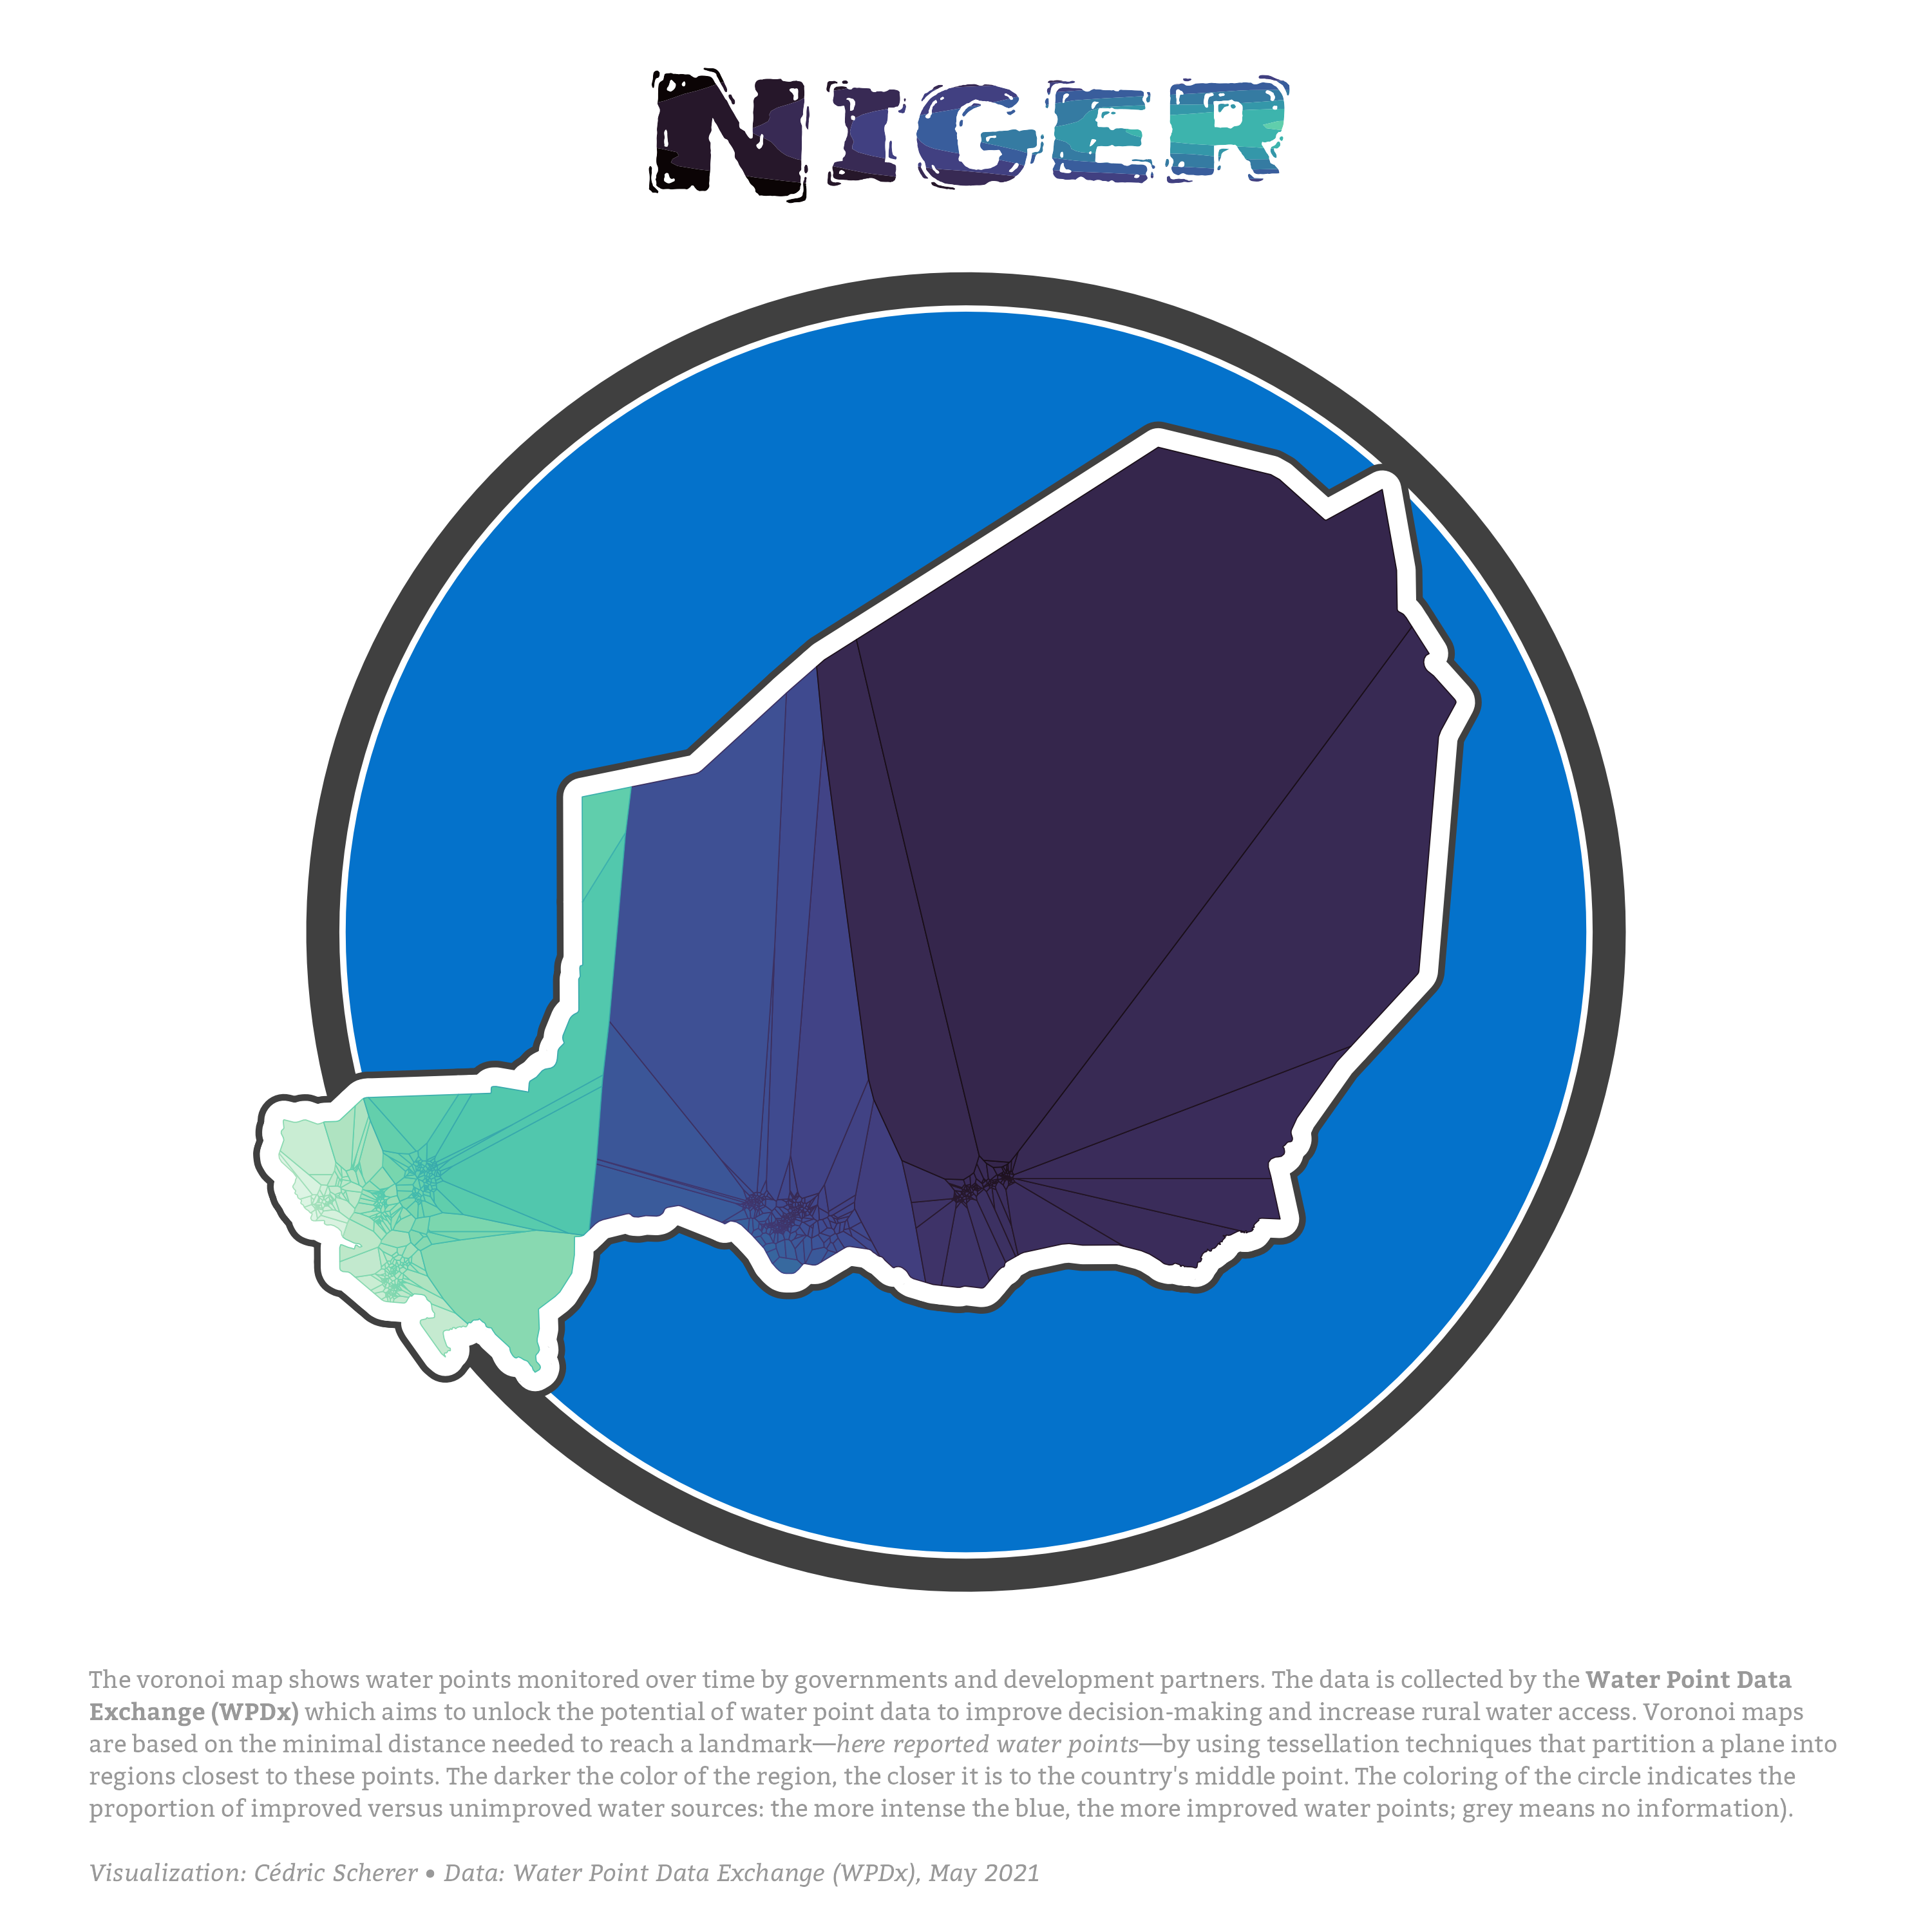 NIGER
The voronoi map shows water points monitored over time by governments and development partners. The data is collected by the Water Point Data
Exchange (WPDx) which aims to unlock the potential of water point data to improve decision-making and increase rural water access. Voronoi maps
are based on the minimal distance needed to reach a landmark—here reported water points—by using tessellation techniques that partition a plane into
regions closest to these points. The darker the color of the region, the closer it is to the country's middle point. The coloring of the circle indicates the
proportion of improved versus unimproved water sources: the more intense the blue, the more improved water points; grey means no information).
Visualization: Cédric Scherer • Data: Water Point Data Exchange (WPDx), May 2021